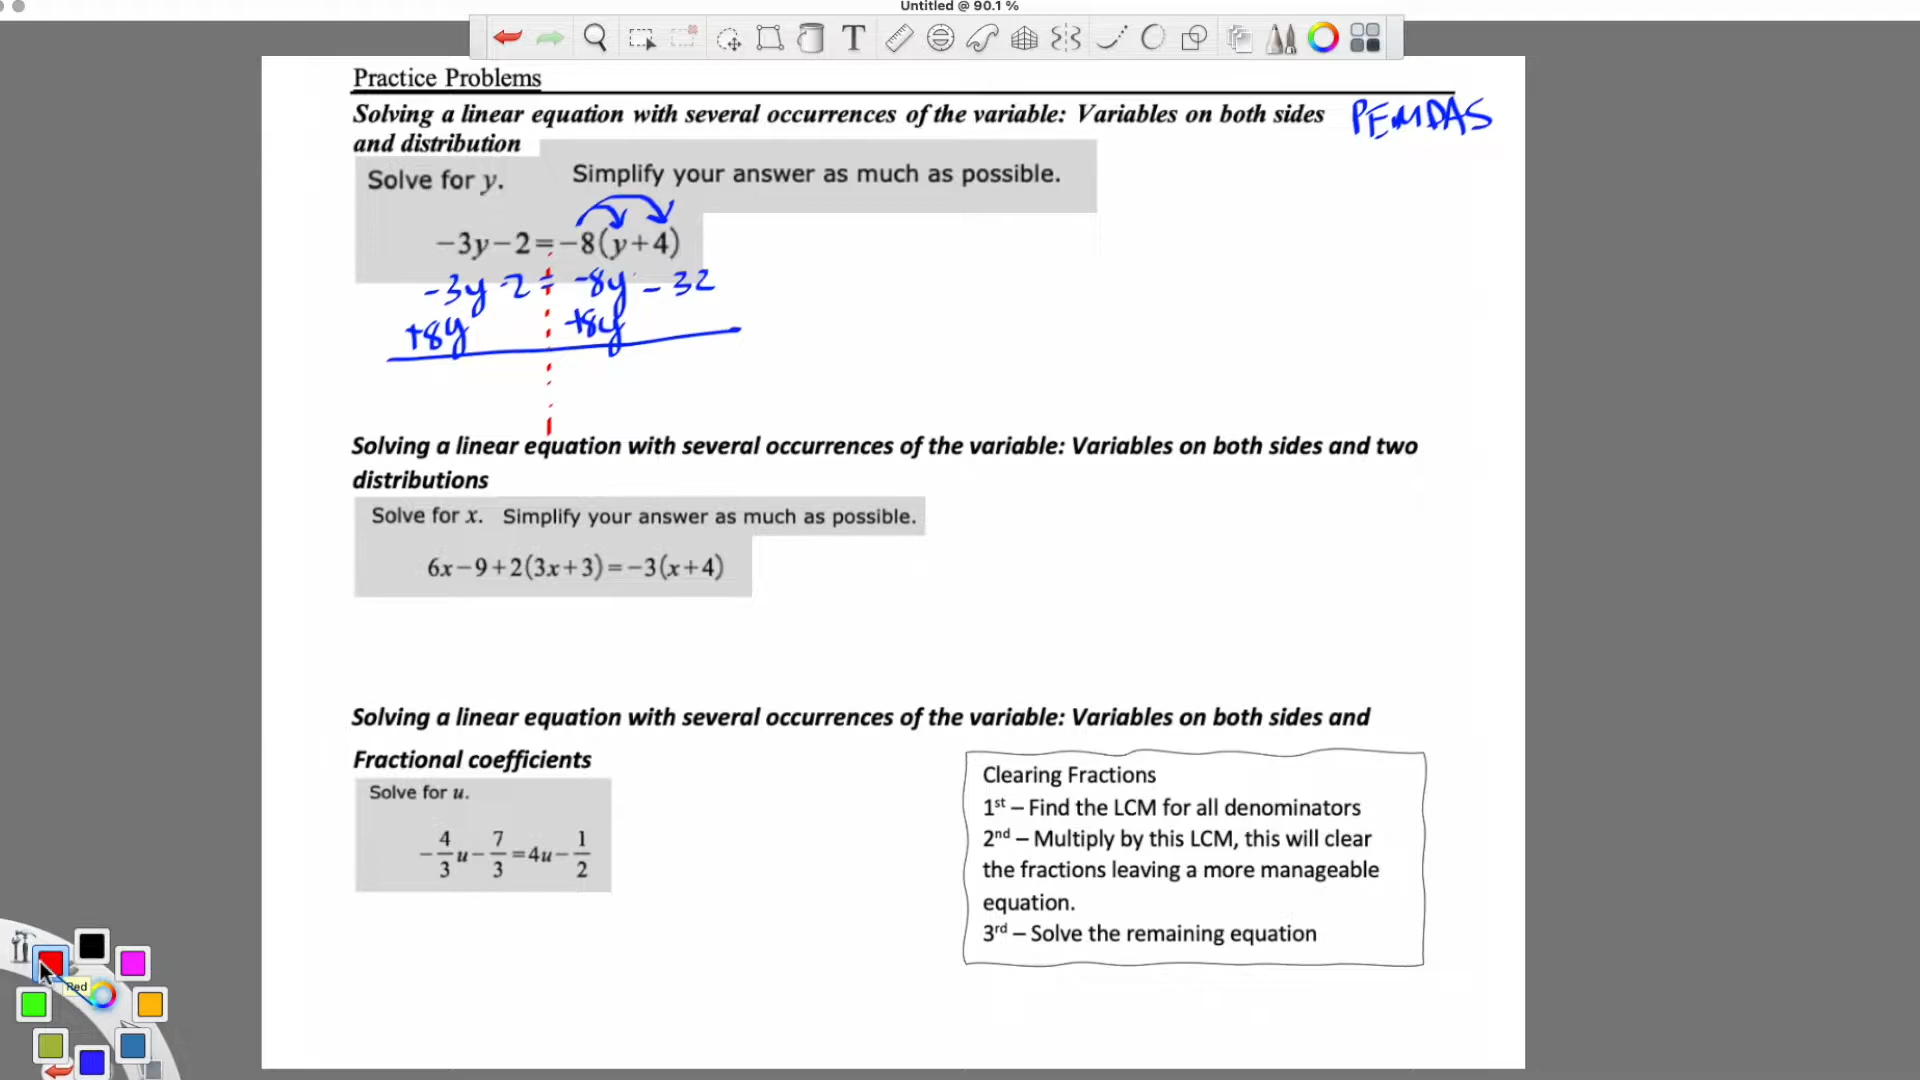 Untitled @ 90.1 %
T
Practice Problems
Solving a linear equation with several occurrences of the variable: Variables on both sides
and distribution
PEMDAS
Solve for y. Simplify your answer as much as possible.
−3y−2=−8(y+4)
-3y-2 = -8y - 32
+8y +8y
Solving a linear equation with several occurrences of the variable: Variables on both sides and two
distributions
Solve for x. Simplify your answer as much as possible.
6x−9+2(3x+3)=−3(x+4)
Solving a linear equation with several occurrences of the variable: Variables on both sides and
Fractional coefficients
Solve for u.
−4/3u−7/3=4u−1/2
Clearing Fractions
1st – Find the LCM for all denominators
2nd – Multiply by this LCM, this will clear
the fractions leaving a more manageable
equation.
3rd – Solve the remaining equation
Red